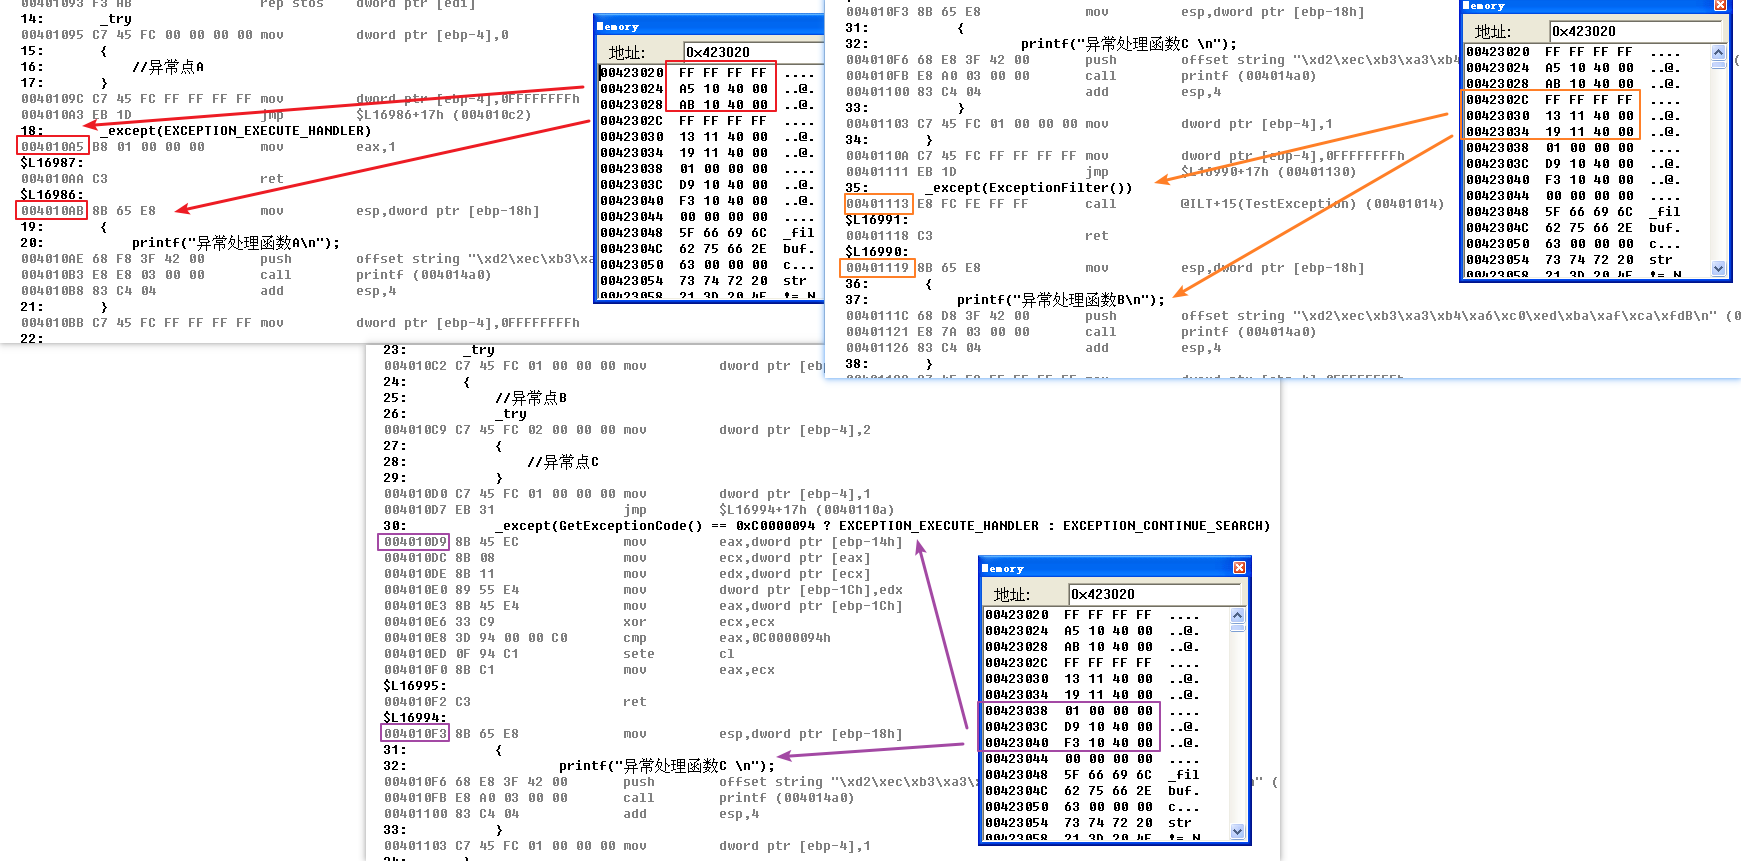 00401093 F3 AB rep stos dword ptr [edi]
14: _try
00401095 C7 45 FC 00 00 00 00 mov dword ptr [ebp-4],0
15: {
16: //异常点A
17: }
0040109C C7 45 FC FF FF FF FF mov dword ptr [ebp-4],0FFFFFFFFh
004010A3 EB 1D jmp $L16986+17h (004010c2)
18: _except(EXCEPTION_EXECUTE_HANDLER)
004010A5 B8 01 00 00 00 mov eax,1
$L16987:
004010AA C3 ret
$L16986:
004010AB 8B 65 E8 mov esp,dword ptr [ebp-18h]
19: {
20: printf("异常处理函数A\n");
004010AE 68 F8 3F 42 00 push offset string "\xd2\xec\xb3\xa
004010B3 E8 E8 03 00 00 call printf (004014a0)
004010B8 83 C4 04 add esp,4
21: }
004010BB C7 45 FC FF FF FF FF mov dword ptr [ebp-4],0FFFFFFFFh
22:
Memory
地址: 0x423020
00423020 FF FF FF FF ....
00423024 A5 10 40 00 ..@.
00423028 AB 10 40 00 ..@.
0042302C FF FF FF FF ....
00423030 13 11 40 00 ..@.
00423034 19 11 40 00 ..@.
00423038 01 00 00 00 ....
0042303C D9 10 40 00 ..@.
00423040 F3 10 40 00 ..@.
00423044 00 00 00 00 ....
00423048 5F 66 69 6C _fil
0042304C 62 75 66 2E buf.
00423050 63 00 00 00 c...
00423054 73 74 72 20 str
00423058 21 3D 20 4E != N
004010F3 8B 65 E8 mov esp,dword ptr [ebp-18h]
31: {
32: printf("异常处理函数C \n");
004010F6 68 E8 3F 42 00 push offset string "\xd2\xec\xb3\xa3\xb4
004010FB E8 A0 03 00 00 call printf (004014a0)
00401100 83 C4 04 add esp,4
33: }
00401103 C7 45 FC 01 00 00 00 mov dword ptr [ebp-4],1
34: }
0040110A C7 45 FC FF FF FF FF mov dword ptr [ebp-4],0FFFFFFFFh
00401111 EB 1D jmp $L16990+17h (00401130)
35: _except(ExceptionFilter())
00401113 E8 FC FE FF FF call @ILT+15(TestException) (00401014)
$L16991:
00401118 C3 ret
$L16990:
00401119 8B 65 E8 mov esp,dword ptr [ebp-18h]
36: {
37: printf("异常处理函数B\n");
0040111C 68 D8 3F 42 00 push offset string "\xd2\xec\xb3\xa3\xb4\xa6\xc0\xed\xba\xaf\xca\xfdB\n" (0
00401121 E8 7A 03 00 00 call printf (004014a0)
00401126 83 C4 04 add esp,4
38: }
Memory
地址: 0x423020
00423020 FF FF FF FF ....
00423024 A5 10 40 00 ..@.
00423028 AB 10 40 00 ..@.
0042302C FF FF FF FF ....
00423030 13 11 40 00 ..@.
00423034 19 11 40 00 ..@.
00423038 01 00 00 00 ....
0042303C D9 10 40 00 ..@.
00423040 F3 10 40 00 ..@.
00423044 00 00 00 00 ....
00423048 5F 66 69 6C _fil
0042304C 62 75 66 2E buf.
00423050 63 00 00 00 c...
00423054 73 74 72 20 str
00423058 21 3D 20 4E != N
23: _try
004010C2 C7 45 FC 01 00 00 00 mov dword ptr [ebp
24: {
25: //异常点B
26: _try
004010C9 C7 45 FC 02 00 00 00 mov dword ptr [ebp-4],2
27: {
28: //异常点C
29: }
004010D0 C7 45 FC 01 00 00 00 mov dword ptr [ebp-4],1
004010D7 EB 31 jmp $L16994+17h (0040110a)
30: _except(GetExceptionCode() == 0xC0000094 ? EXCEPTION_EXECUTE_HANDLER : EXCEPTION_CONTINUE_SEARCH)
004010D9 8B 45 EC mov eax,dword ptr [ebp-14h]
004010DC 8B 08 mov ecx,dword ptr [eax]
004010DE 8B 11 mov edx,dword ptr [ecx]
004010E0 89 55 E4 mov dword ptr [ebp-1Ch],edx
004010E3 8B 45 E4 mov eax,dword ptr [ebp-1Ch]
004010E6 33 C9 xor ecx,ecx
004010E8 3D 94 00 00 C0 cmp eax,0C0000094h
004010ED 0F 94 C1 sete cl
004010F0 8B C1 mov eax,ecx
$L16995:
004010F2 C3 ret
$L16994:
004010F3 8B 65 E8 mov esp,dword ptr [ebp-18h]
31: {
32: printf("异常处理函数C \n");
004010F6 68 E8 3F 42 00 push offset string "\xd2\xec\xb3\xa3\x
004010FB E8 A0 03 00 00 call printf (004014a0)
00401100 83 C4 04 add esp,4
33: }
00401103 C7 45 FC 01 00 00 00 mov dword ptr [ebp-4],1
Memory
地址: 0x423020
00423020 FF FF FF FF ....
00423024 A5 10 40 00 ..@.
00423028 AB 10 40 00 ..@.
0042302C FF FF FF FF ....
00423030 13 11 40 00 ..@.
00423034 19 11 40 00 ..@.
00423038 01 00 00 00 ....
0042303C D9 10 40 00 ..@.
00423040 F3 10 40 00 ..@.
00423044 00 00 00 00 ....
00423048 5F 66 69 6C _fil
0042304C 62 75 66 2E buf.
00423050 63 00 00 00 c...
00423054 73 74 72 20 str
00423058 21 3D 20 4E != N